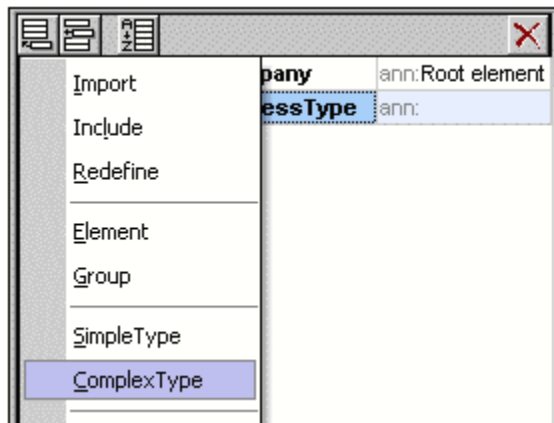 A
Z
Import
pany
ann:Root element
Include
essType
ann:
Redefine
Element
Group
SimpleType
ComplexType